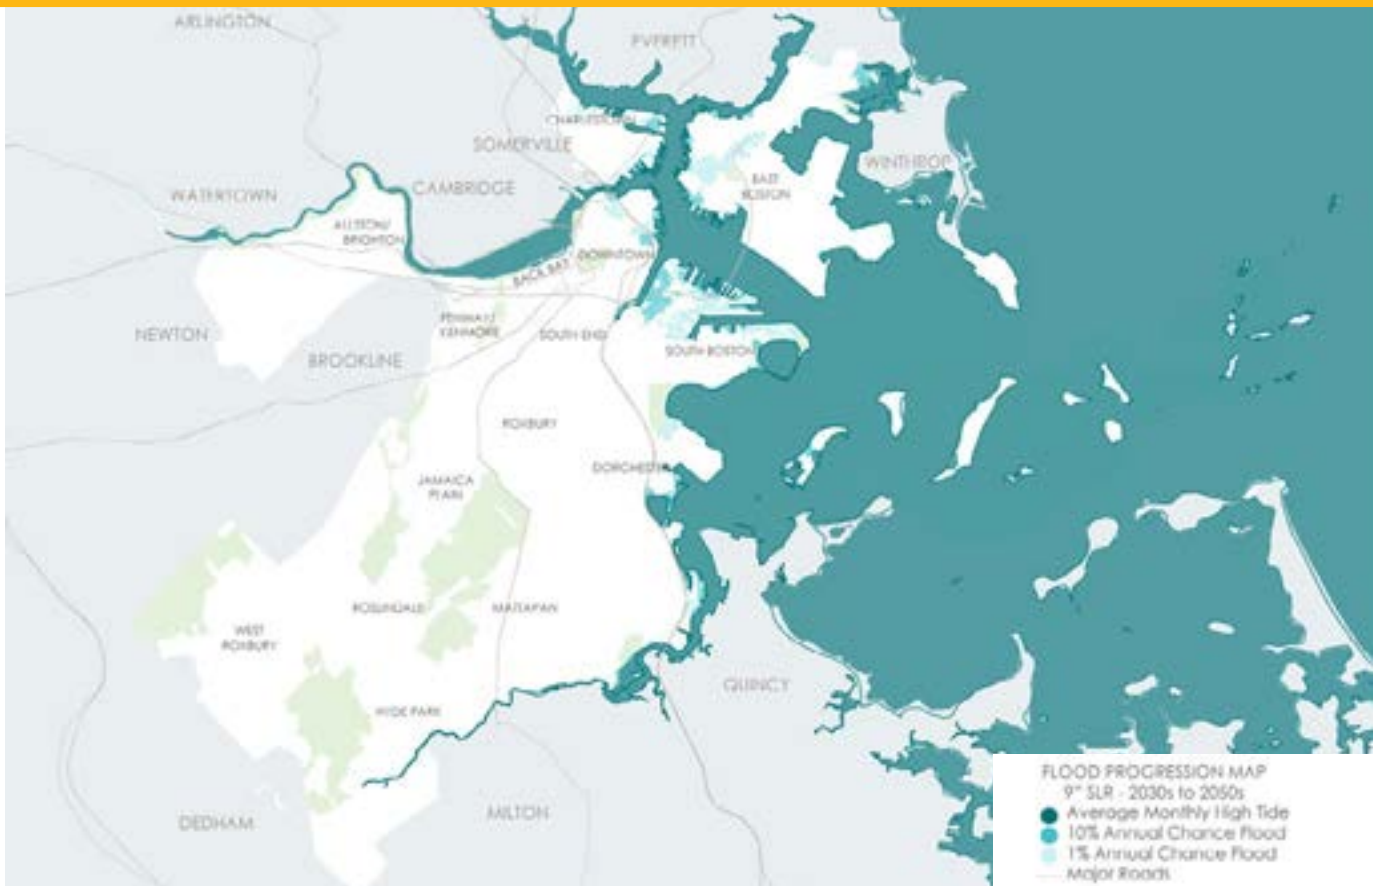 ARLINGTON
EVERETT
CHARLESTOWN
SOMERVILLE
WINTHROP
EAST
BOSTON
CAMBRIDGE
WATERTOWN
ALLSTON/
BRIGHTON
DOWNTOWN
BACK BAY
NEWTON
FENWAY/
KENMORE
SOUTH END
SOUTH BOSTON
BROOKLINE
ROXBURY
DORCHESTER
JAMAICA
PLAIN
ROSLINDALE
MATTAPAN
WEST
ROXBURY
QUINCY
HYDE PARK
DEDHAM
MILTON
FLOOD PROGRESSION MAP
9" SLR - 2030s to 2050s
Average Monthly High Tide
10% Annual Chance Flood
1% Annual Chance Flood
Major Roads